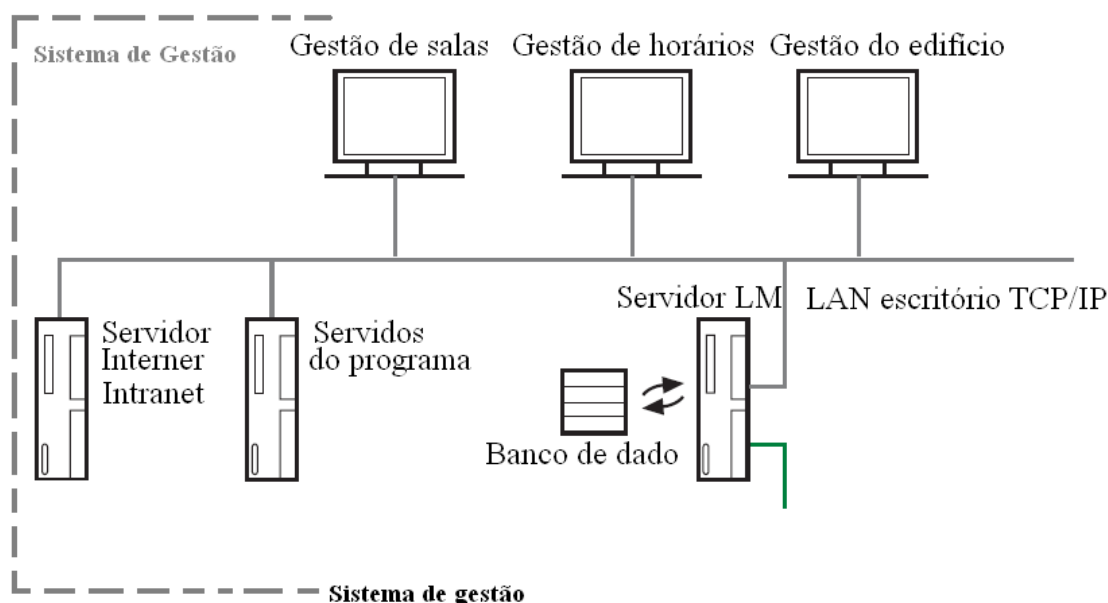 Sistema de Gestão
Gestão de salas
Gestão de horários
Gestão do edifício
Servidor LM
LAN escritório TCP/IP
Servidor
Interner
Intranet
Servidos
do programa
Banco de dado
Sistema de gestão